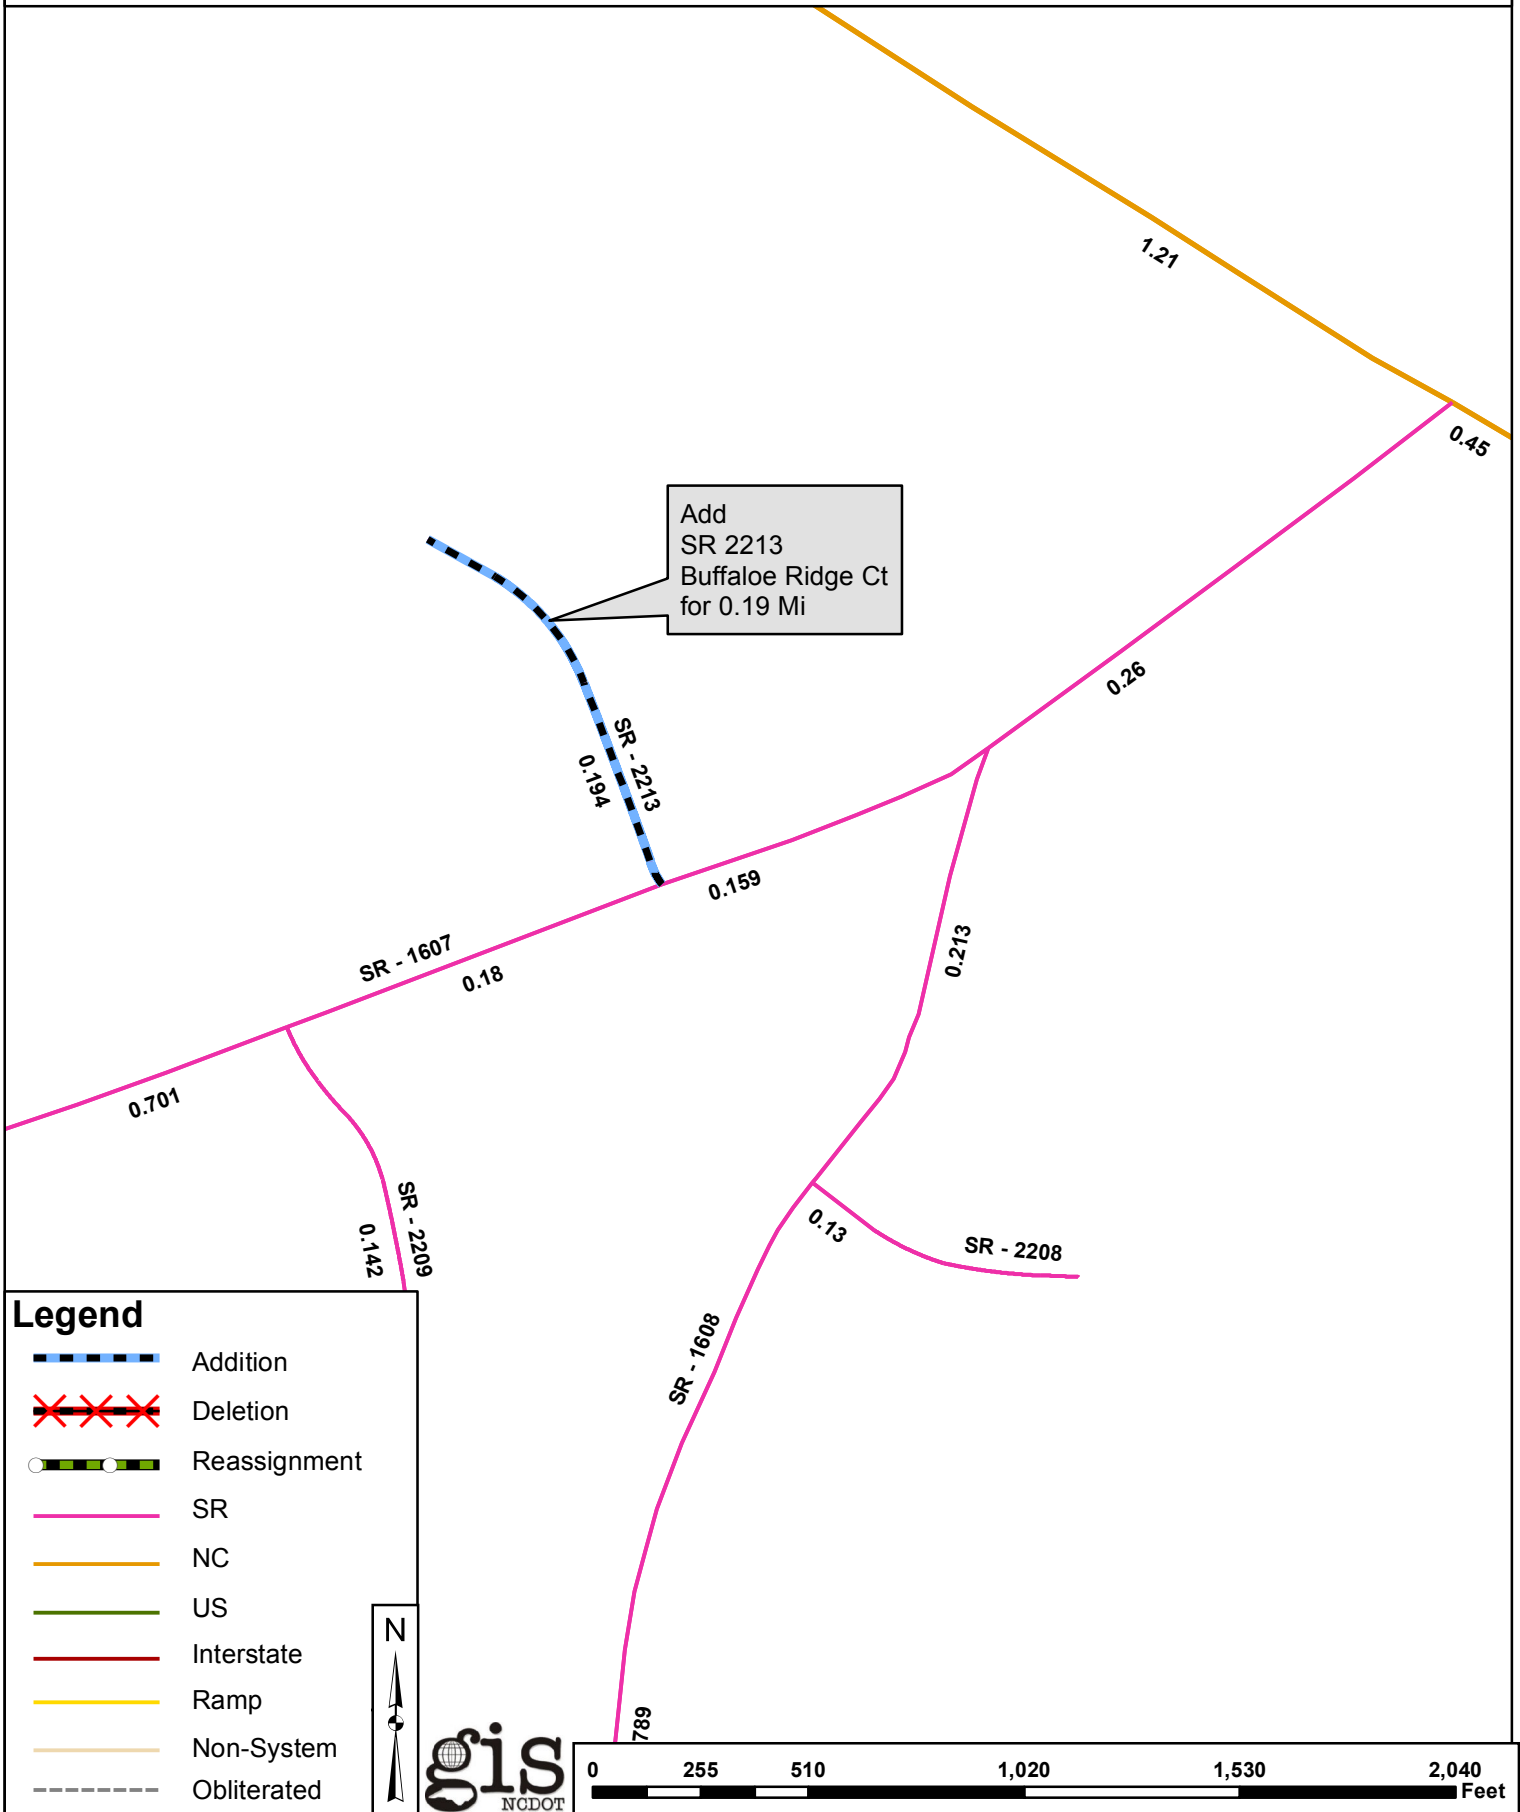 1.21
0.45
Add
SR 2213
Buffaloe Ridge Ct
for 0.19 Mi
0.26
SR - 2213
0.194
0.159
SR - 1607
0.18
0.213
0.701
SR - 2209
0.142
0.13
SR - 2208
SR - 1608
789
Legend
Addition
Deletion
Reassignment
SR
NC
US
Interstate
Ramp
Non-System
Obliterated
N
gis
NCDOT
0 255 510 1,020 1,530 2,040
Feet